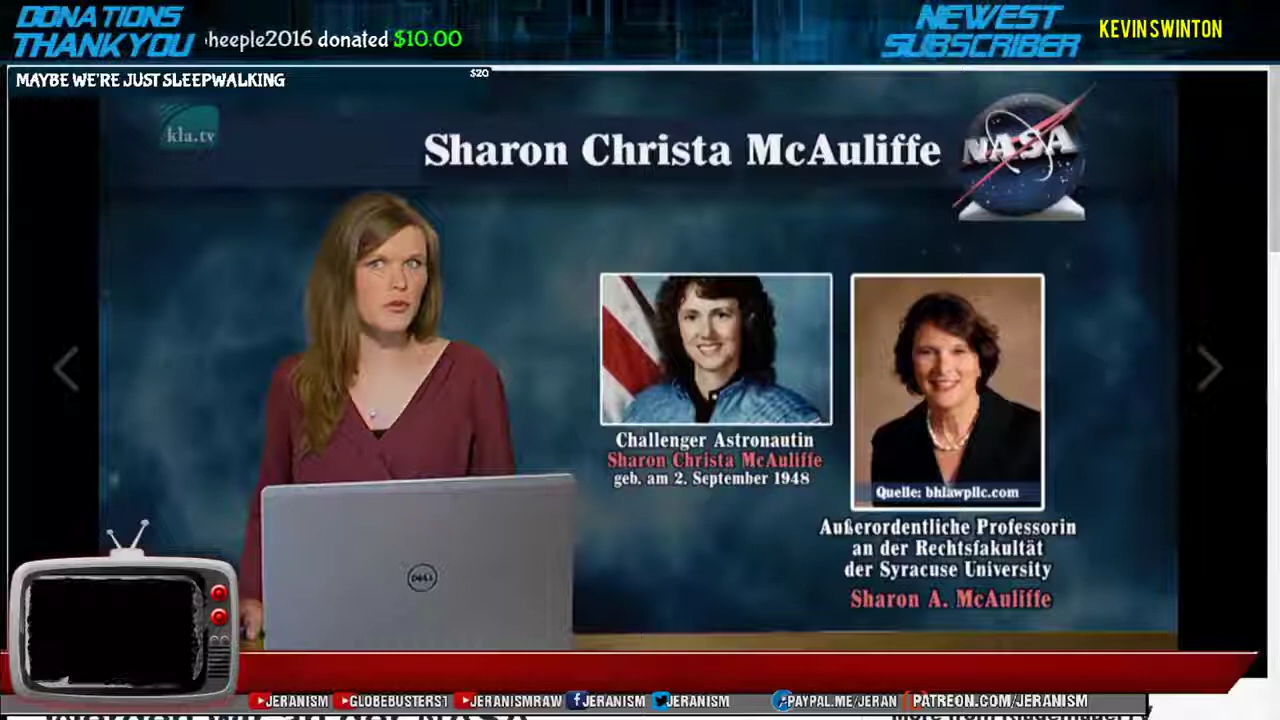 DONATIONS
THANKYOU
heeple2016 donated $10.00
NEWEST
SUBSCRIBER
KEVIN SWINTON
MAYBE WE'RE JUST SLEEPWALKING
$20
kla.tv
Sharon Christa McAuliffe
NASA
Challenger Astronautin
Sharon Christa McAuliffe
geb. am 2. September 1948
Quelle: bhlawpllc.com
Außerordentliche Professorin
an der Rechtsfakultät
der Syracuse University
Sharon A. McAuliffe
DELL
JERANISM
GLOBEBUSTERS1
JERANISMRAW
JERANISM
JERANISM
PAYPAL.ME/JERAN
PATREON.COM/JERANISM